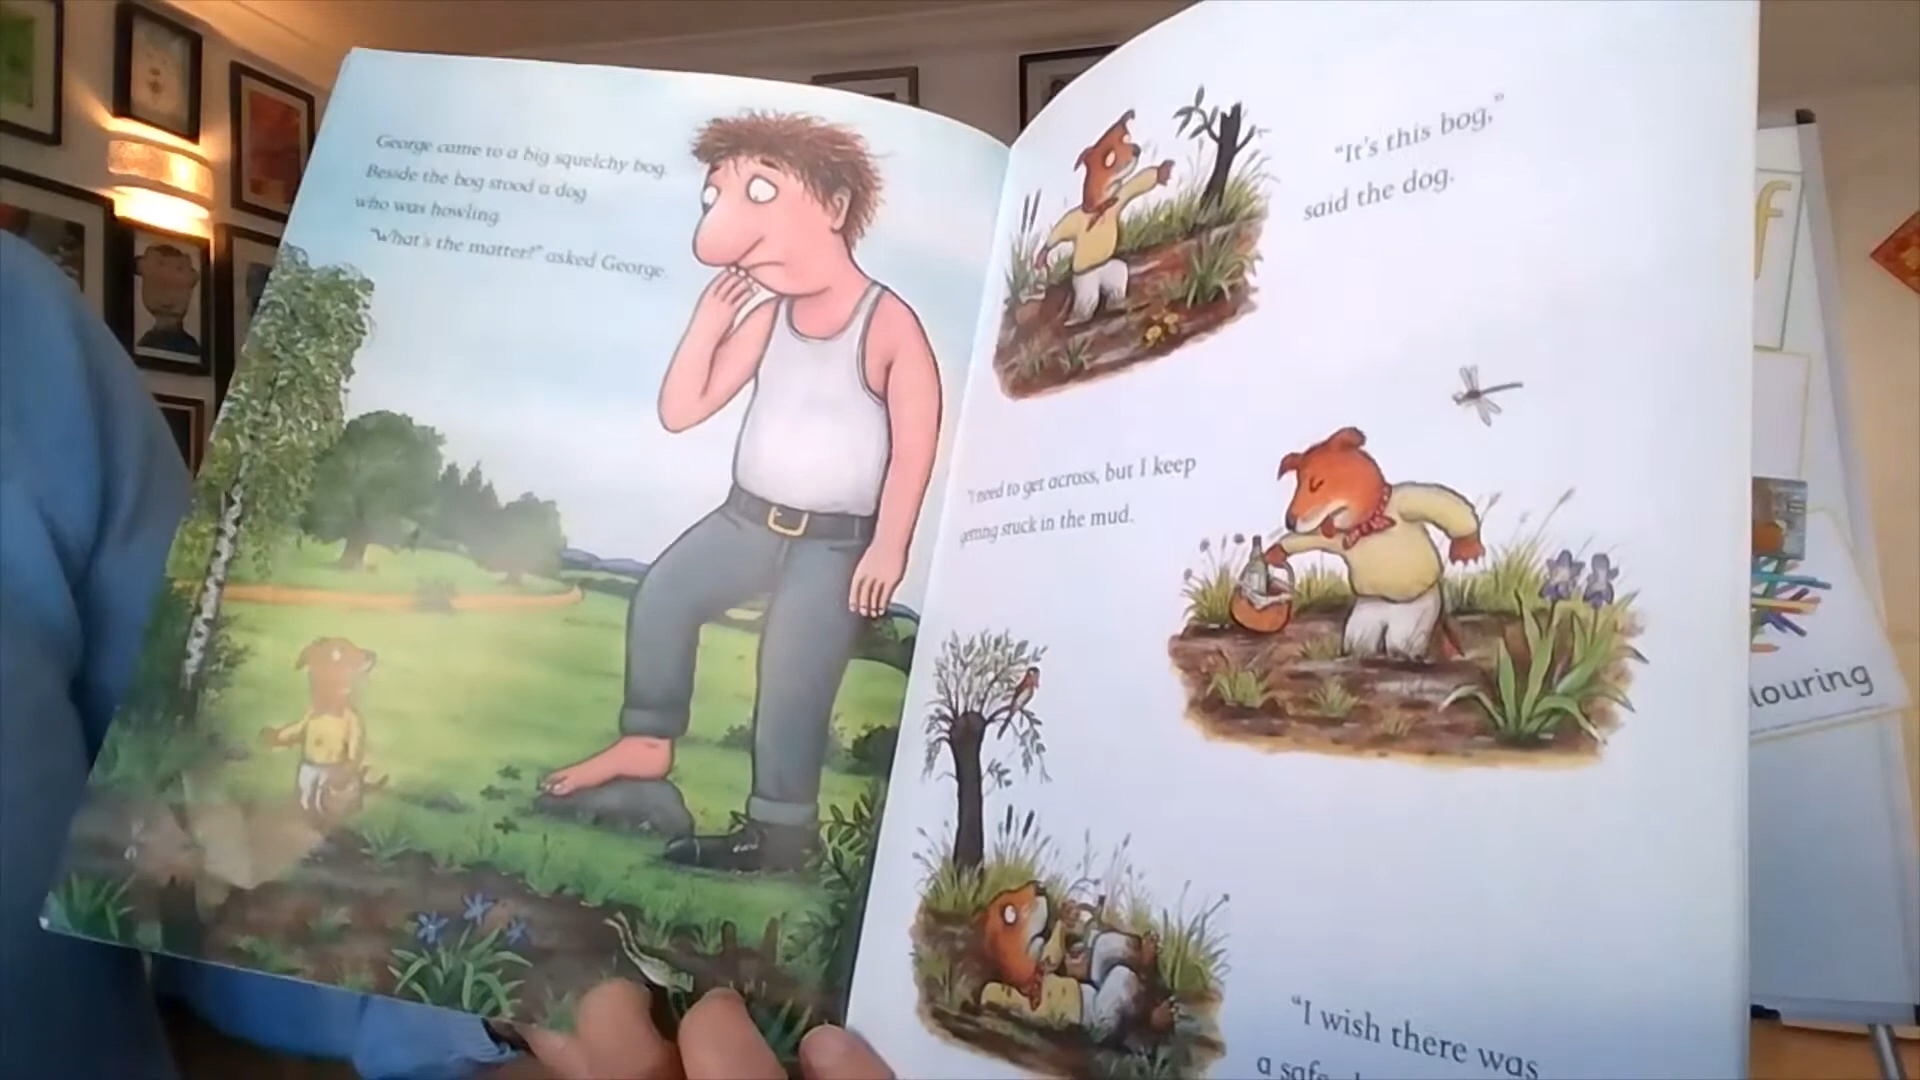 George came to a big squelchy bog.
Beside the bog stood a dog
who was howling.
"What's the matter?" asked George.
"It's this bog,"
said the dog.
"I need to get across, but I keep
getting stuck in the mud.
"I wish there was
a safe
f
louring